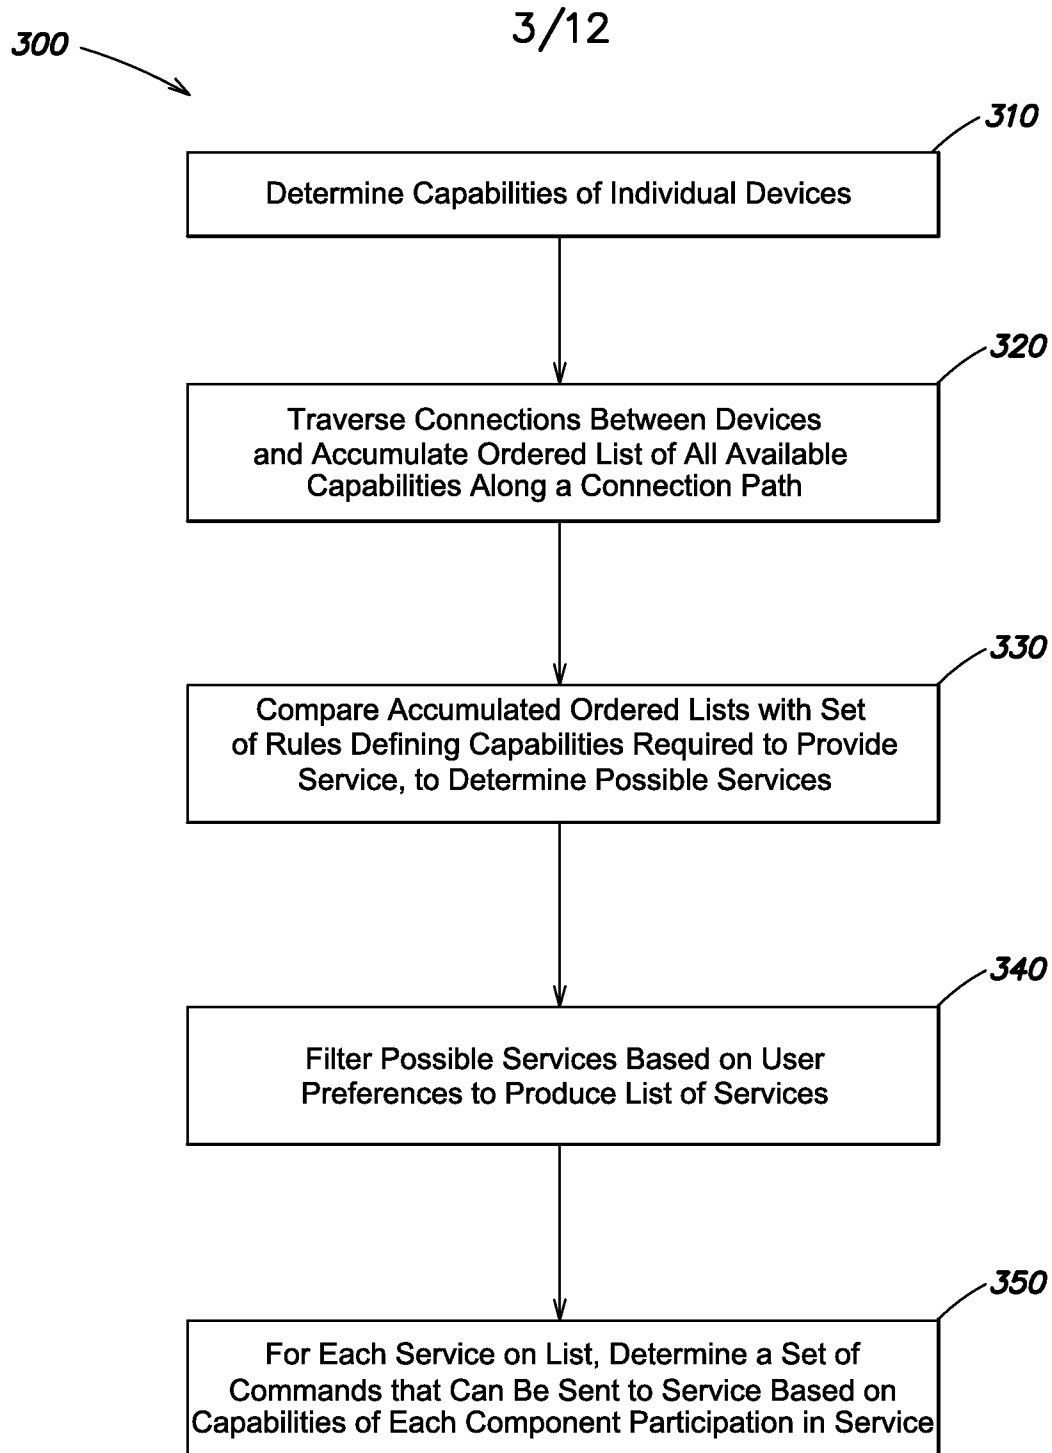 3/12
300
310
Determine Capabilities of Individual Devices
320
Traverse Connections Between Devices
and Accumulate Ordered List of All Available
Capabilities Along a Connection Path
330
Compare Accumulated Ordered Lists with Set
of Rules Defining Capabilities Required to Provide
Service, to Determine Possible Services
340
Filter Possible Services Based on User
Preferences to Produce List of Services
350
For Each Service on List, Determine a Set of
Commands that Can Be Sent to Service Based on
Capabilities of Each Component Participation in Service